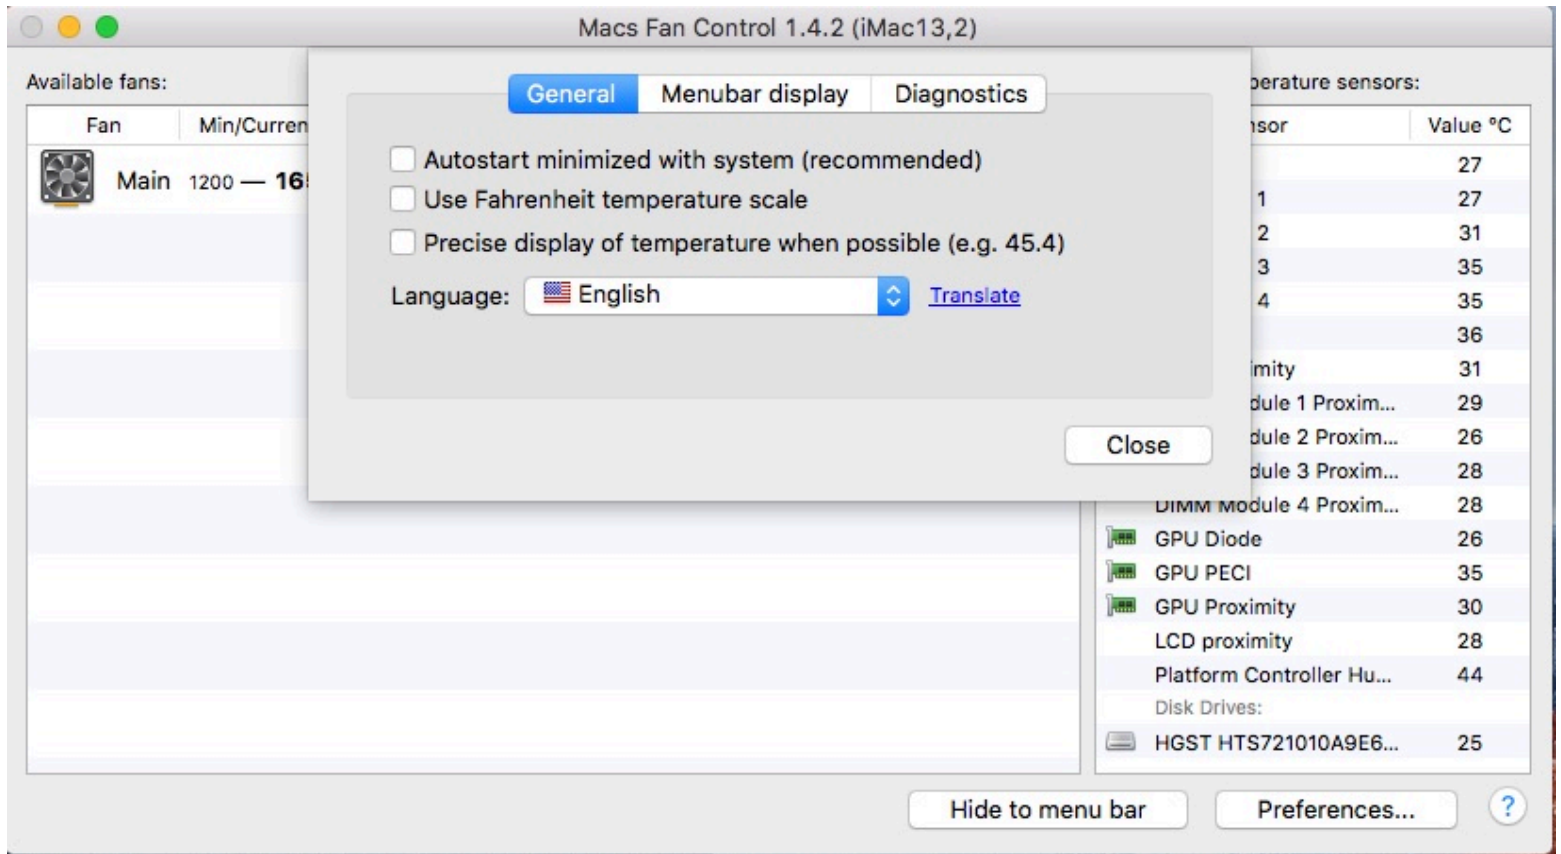 Macs Fan Control 1.4.2 (iMac13,2)
Available fans:
Fan Min/Curren
Main 1200 — 16
General Menubar display Diagnostics
Autostart minimized with system (recommended)
Use Fahrenheit temperature scale
Precise display of temperature when possible (e.g. 45.4)
Language: English Translate
Close
perature sensors:
nsor Value °C
27
1 27
2 31
3 35
4 35
36
imity 31
dule 1 Proxim... 29
dule 2 Proxim... 26
dule 3 Proxim... 28
DIMM Module 4 Proxim... 28
GPU Diode 26
GPU PECI 35
GPU Proximity 30
LCD proximity 28
Platform Controller Hu... 44
Disk Drives:
HGST HTS721010A9E6... 25
Hide to menu bar Preferences... ?